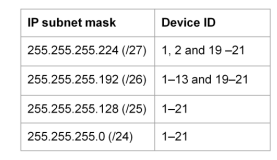 IP subnet mask Device ID
255.255.255.224 (/27) 1, 2 and 19 –21
255.255.255.192 (/26) 1–13 and 19–21
255.255.255.128 (/25) 1–21
255.255.255.0 (/24) 1–21